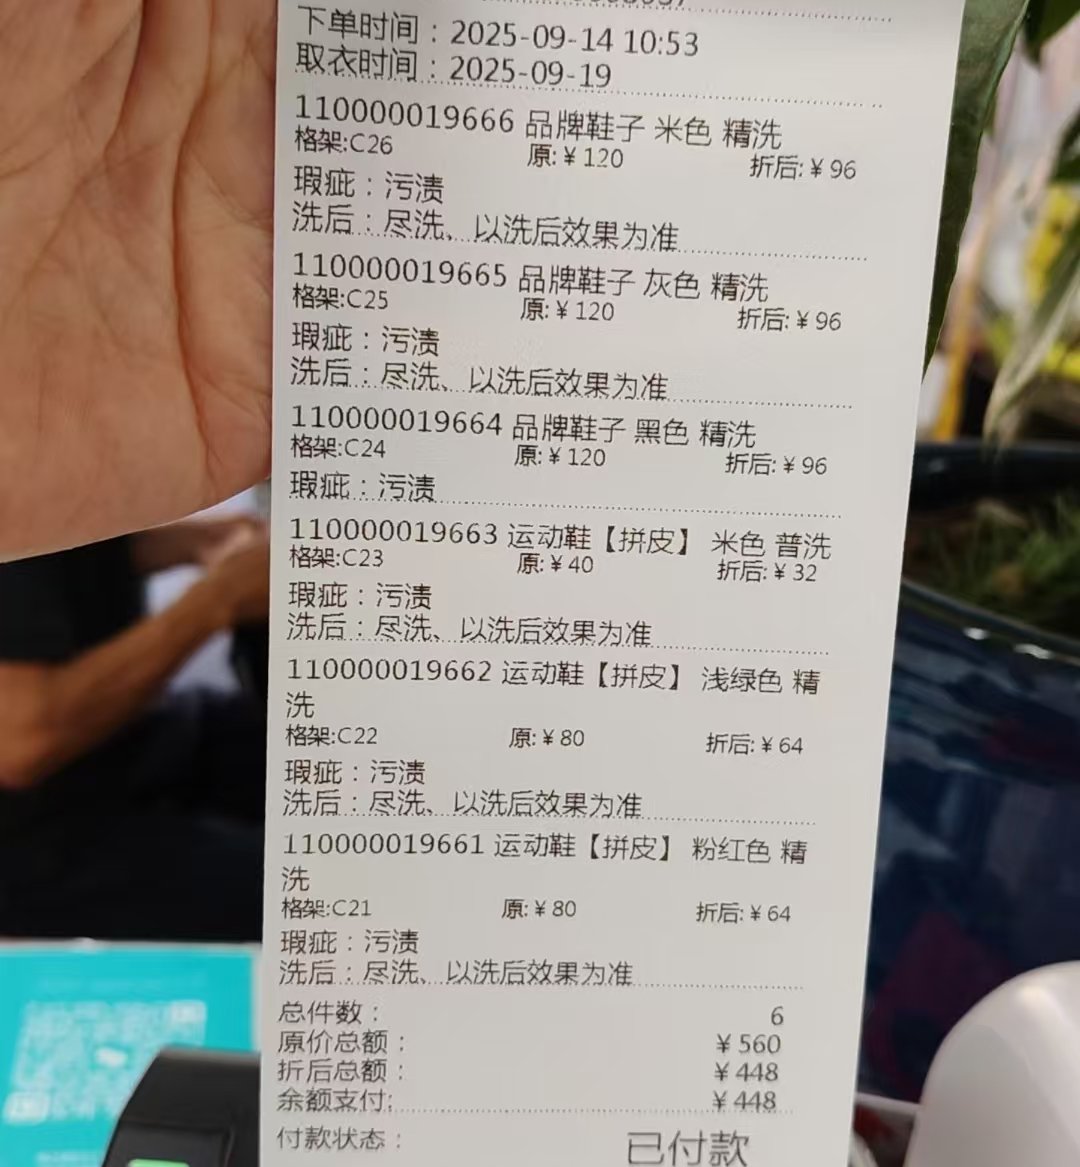 下单时间：2025-09-14 10:53
取衣时间：2025-09-19
110000019666 品牌鞋子 米色 精洗
格架:C26 原:￥120 折后:￥96
瑕疵：污渍
洗后：尽洗、以洗后效果为准
110000019665 品牌鞋子 灰色 精洗
格架:C25 原:￥120 折后:￥96
瑕疵：污渍
洗后：尽洗、以洗后效果为准
110000019664 品牌鞋子 黑色 精洗
格架:C24 原:￥120 折后:￥96
瑕疵：污渍
110000019663 运动鞋【拼皮】 米色 普洗
格架:C23 原:￥40 折后:￥32
瑕疵：污渍
洗后：尽洗、以洗后效果为准
110000019662 运动鞋【拼皮】 浅绿色 精
洗
格架:C22 原:￥80 折后:￥64
瑕疵：污渍
洗后：尽洗、以洗后效果为准
110000019661 运动鞋【拼皮】 粉红色 精
洗
格架:C21 原:￥80 折后:￥64
瑕疵：污渍
洗后：尽洗、以洗后效果为准
总件数： 6
原价总额： ￥560
折后总额： ￥448
余额支付: ￥448
付款状态： 已付款